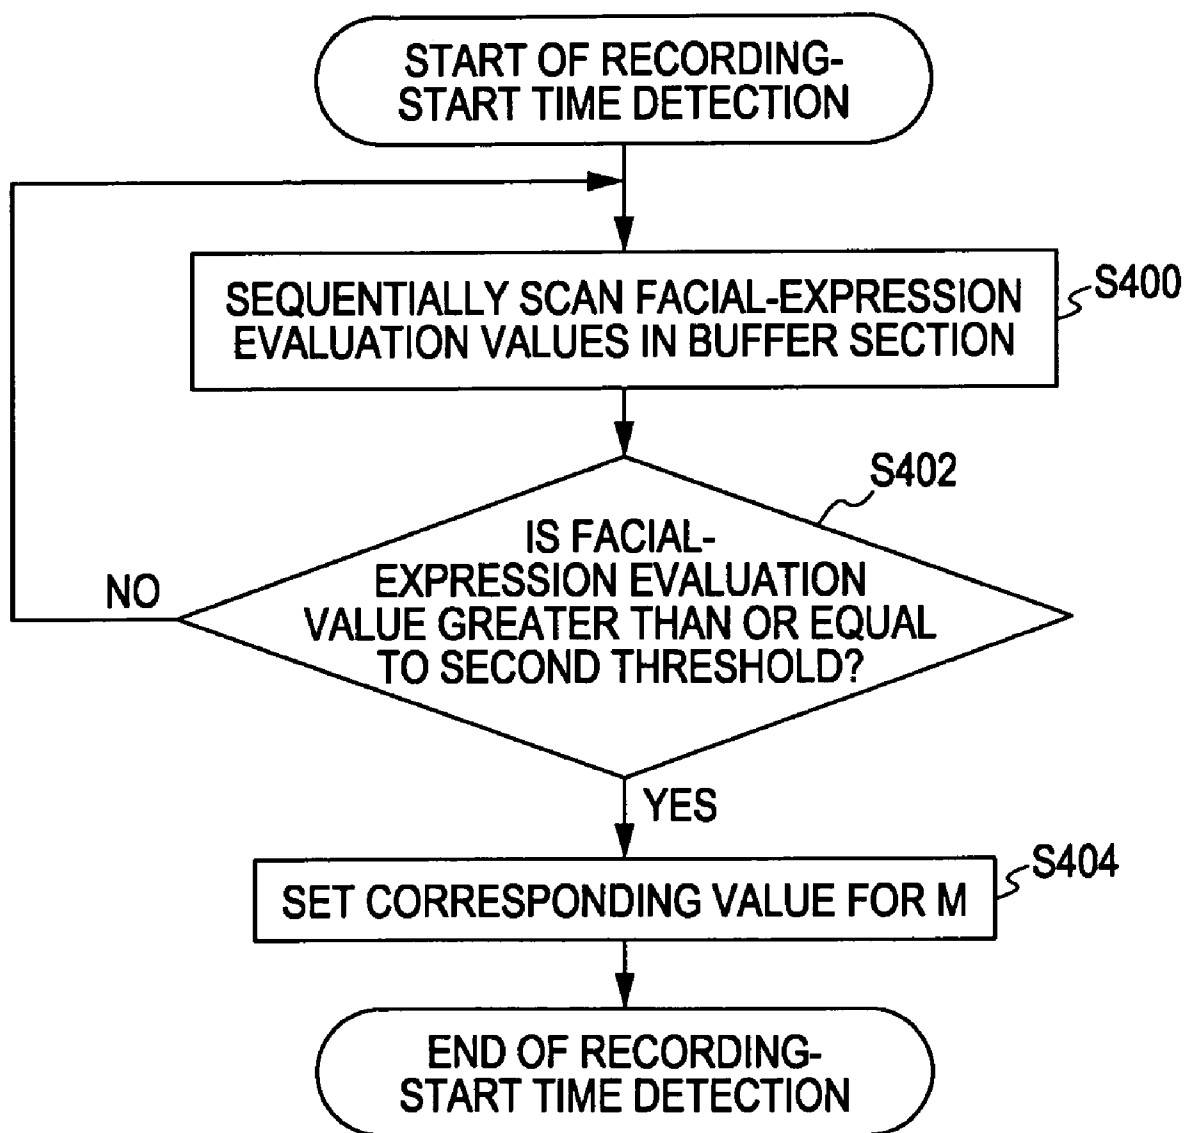 START OF RECORDING-
START TIME DETECTION
SEQUENTIALLY SCAN FACIAL-EXPRESSION
EVALUATION VALUES IN BUFFER SECTION
S400
S402
IS FACIAL-
EXPRESSION EVALUATION
VALUE GREATER THAN OR EQUAL
TO SECOND THRESHOLD?
NO
YES
S404
SET CORRESPONDING VALUE FOR M
END OF RECORDING-
START TIME DETECTION